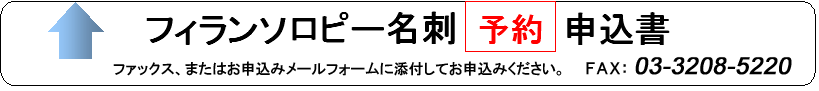 フィランソロピー名刺 予約 申込書
ファックス、またはお申込みメールフォームに添付してお申込みください。 FAX: 03-3208-5220